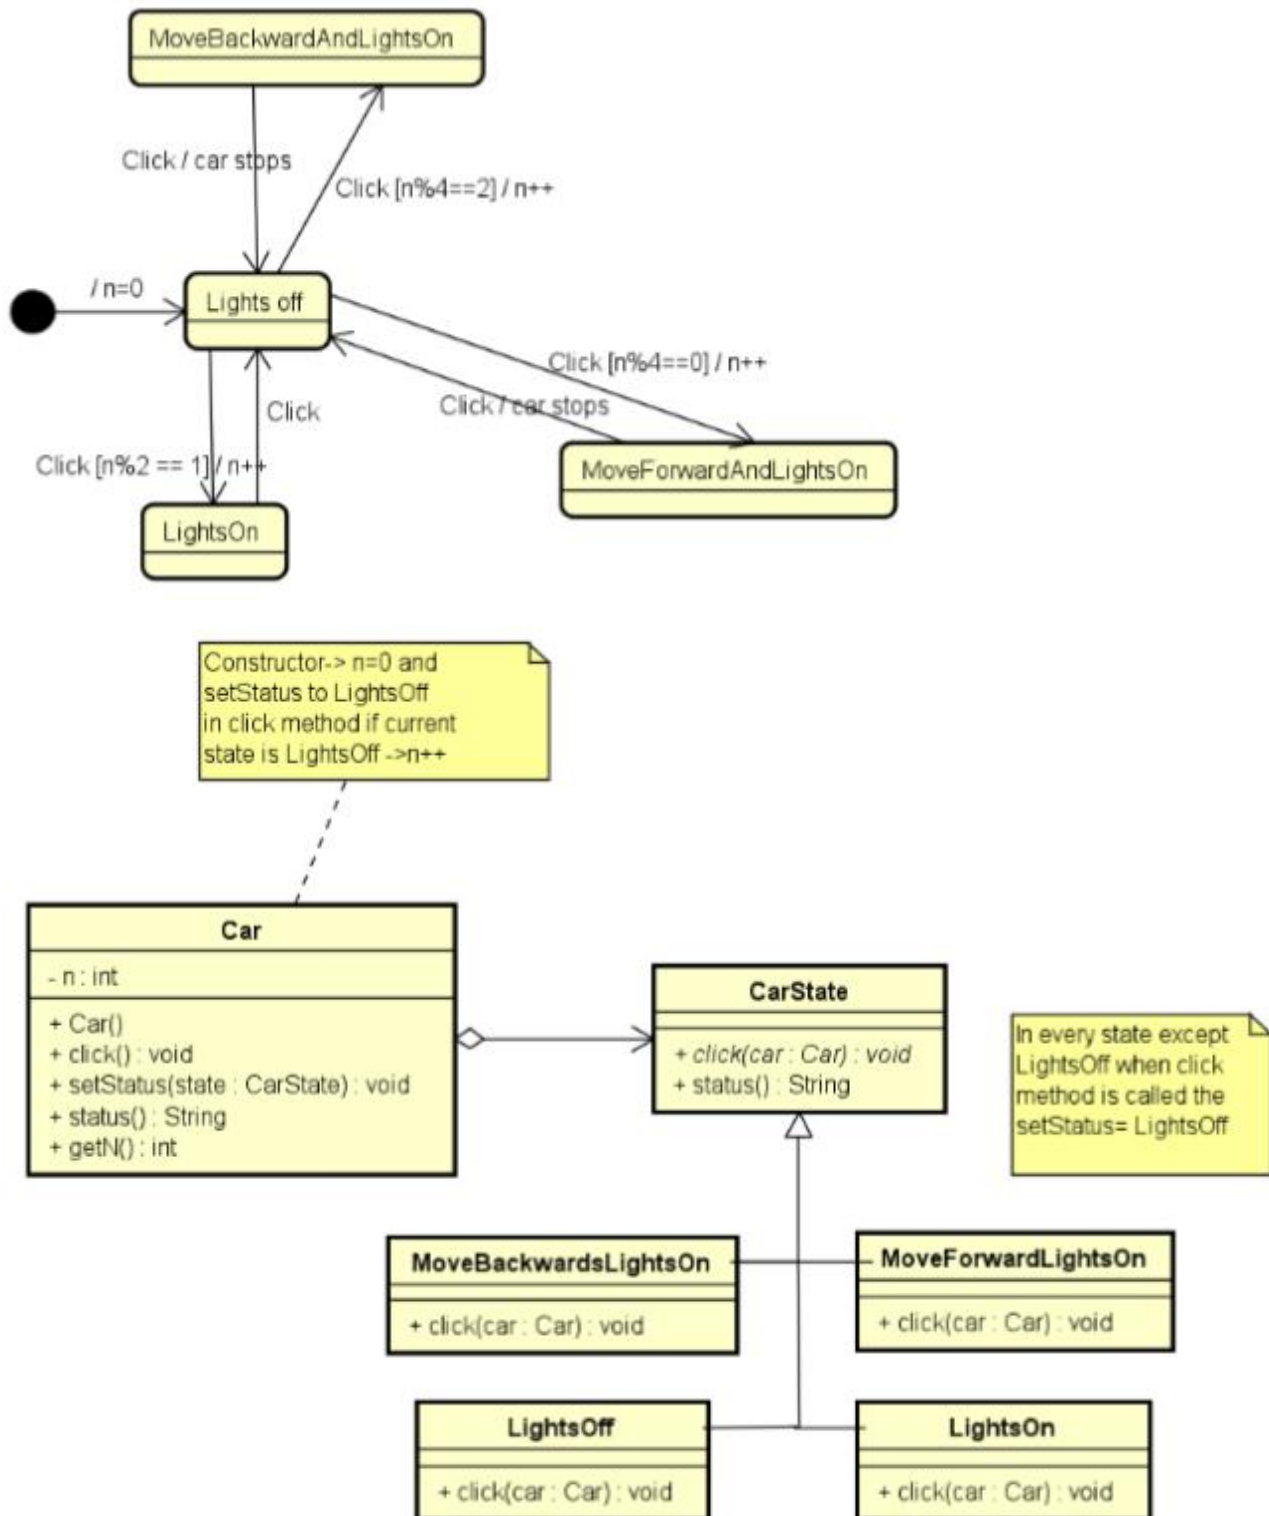 MoveBackwardAndLightsOn
Click / car stops
Click [n%4==2] / n++
/ n=0
Lights off
Click [n%4==0] / n++
Click / car stops
Click
Click [n%2 == 1] / n++
MoveForwardAndLightsOn
LightsOn
Constructor-> n=0 and
setStatus to LightsOff
in click method if current
state is LightsOff ->n++
Car
- n : int
+ Car()
+ click() : void
+ setStatus(state : CarState) : void
+ status() : String
+ getN() : int
CarState
+ click(car : Car) : void
+ status() : String
In every state except
LightsOff when click
method is called the
setStatus= LightsOff
MoveBackwardsLightsOn
+ click(car : Car) : void
MoveForwardLightsOn
+ click(car : Car) : void
LightsOff
+ click(car : Car) : void
LightsOn
+ click(car : Car) : void